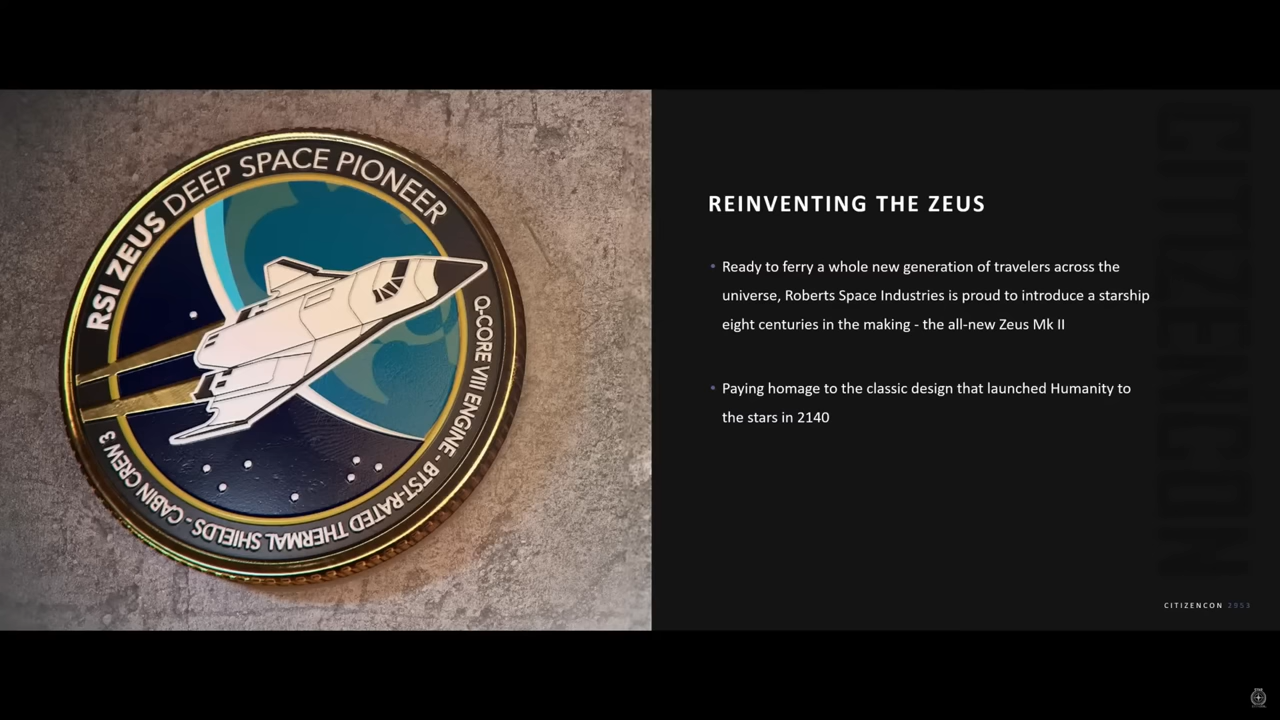 RSI ZEUS DEEP SPACE PIONEER
Q-CORE VIII ENGINE - BTST-RATED THERMAL SHIELDS - CABIN CREW 3
REINVENTING THE ZEUS
• Ready to ferry a whole new generation of travelers across the
universe, Roberts Space Industries is proud to introduce a starship
eight centuries in the making - the all-new Zeus Mk II
• Paying homage to the classic design that launched Humanity to
the stars in 2140
CITIZENCON
CITIZENCON 2953